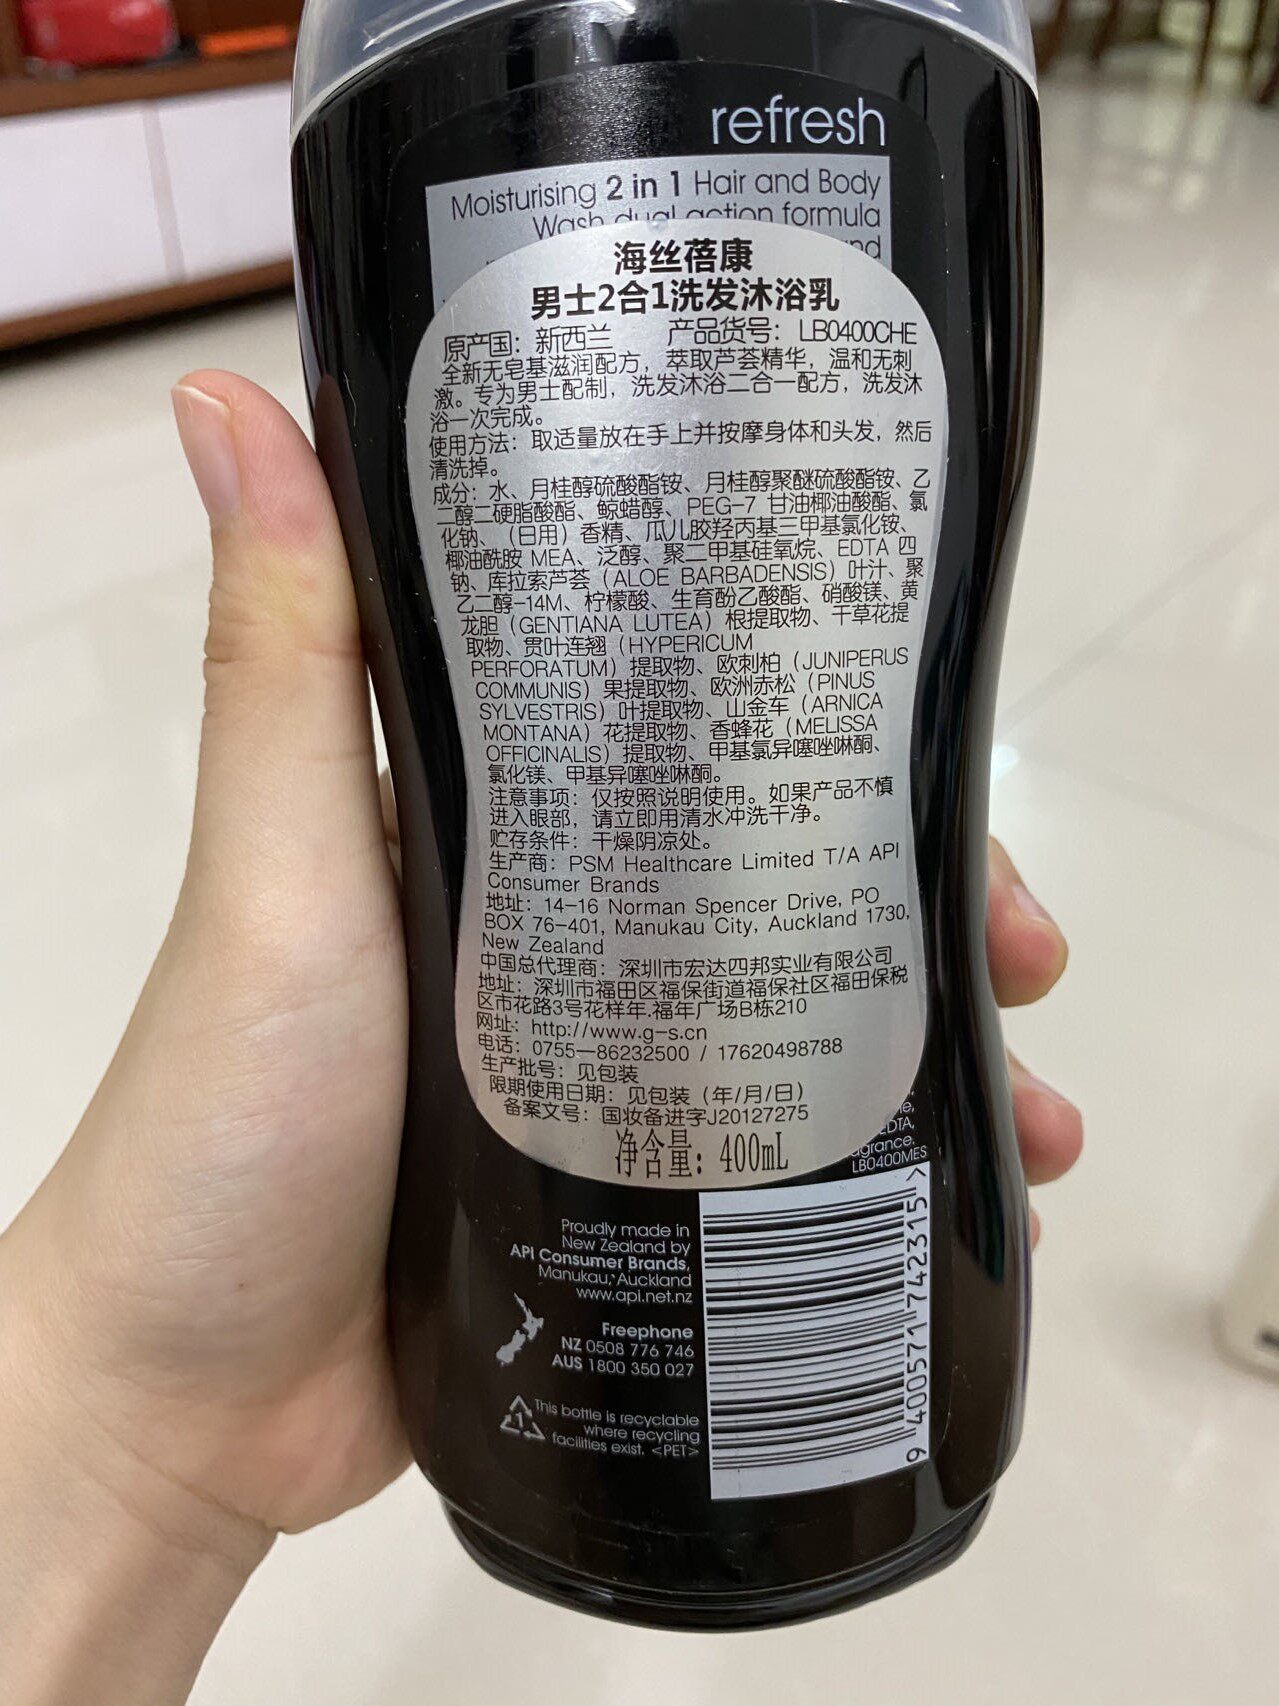 refresh
Moisturising 2 in 1 Hair and Body
Wash dual action formula
nd
海丝蓓康
男士2合1洗发沐浴乳
原产国：新西兰 产品货号：LB0400CHE
全新无皂基滋润配方，萃取芦荟精华，温和无刺
激。专为男士配制，洗发沐浴二合一配方，洗发沐
浴一次完成。
使用方法：取适量放在手上并按摩身体和头发，然后
清洗掉。
成分：水、月桂醇硫酸酯铵、月桂醇聚醚硫酸酯铵、乙
二醇二硬脂酸酯、鲸蜡醇、PEG-7 甘油椰油酸酯、氯
化钠、（日用）香精、瓜儿胶羟丙基三甲基氯化铵、
椰油酰胺 MEA、泛醇、聚二甲基硅氧烷、EDTA 四
钠、库拉索芦荟（ALOE BARBADENSIS）叶汁、聚
乙二醇-14M、柠檬酸、生育酚乙酸酯、硝酸镁、黄
龙胆（GENTIANA LUTEA）根提取物、干草花提
取物、贯叶连翘（HYPERICUM
PERFORATUM）提取物、欧刺柏（JUNIPERUS
COMMUNIS）果提取物、欧洲赤松（PINUS
SYLVESTRIS）叶提取物、山金车（ARNICA
MONTANA）花提取物、香蜂花（MELISSA
OFFICINALIS）提取物、甲基氯异噻唑啉酮、
氯化镁、甲基异噻唑啉酮。
注意事项：仅按照说明使用。如果产品不慎
进入眼部，请立即用清水冲洗干净。
贮存条件：干燥阴凉处。
生产商：PSM Healthcare Limited T/A API
Consumer Brands
地址：14-16 Norman Spencer Drive, PO
BOX 76-401, Manukau City, Auckland 1730,
New Zealand
中国总代理商：深圳市宏达四邦实业有限公司
地址：深圳市福田区福保街道福保社区福田保税
区市花路3号花样年.福年广场B栋210
网址：http://www.g-s.cn
电话：0755—86232500 / 17620498788
生产批号：见包装
限期使用日期：见包装（年/月/日）
备案文号：国妆备进字J20127275
净含量：400mL
EDTA,
grance.
LB0400MES
Proudly made in
New Zealand by
API Consumer Brands,
Manukau, Auckland
www.api.net.nz
Freephone
NZ 0508 776 746
AUS 1800 350 027
1
This bottle is recyclable
where recycling
facilities exist. <PET>
9 400571 742315 >